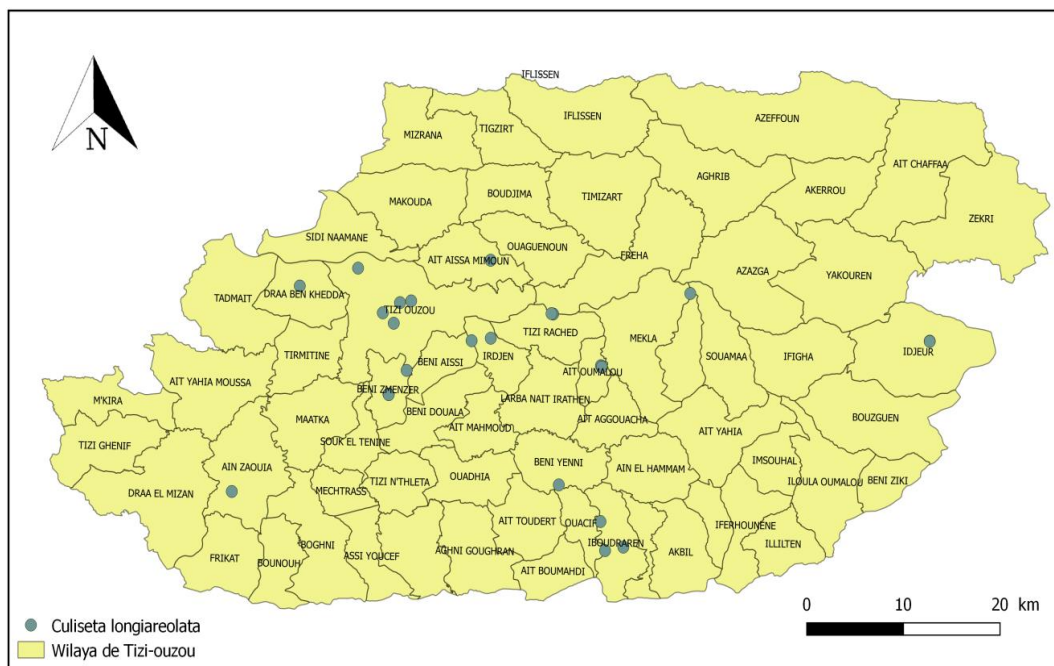 IFLISSEN
IFLISSEN
AZEFFOUN
MIZRANA
TIGZIRT
AIT CHAFFAA
AGHRIB
AKERROU
BOUDJIMA
TIMIZART
MAKOUDA
ZEKRI
SIDI NAAMANE
OUAGUENOUN
AIT AISSA MIMOUN
FREHA
AZAZGA
YAKOUREN
TADMAIT
DRAA BEN KHEDDA
TIZI OUZOU
TIZI RACHED
MEKLA
SOUAMAA
IFIGHA
IDJEUR
TIRMITINE
BENI AISSI
IRDJEN
AIT OUMALOU
AIT YAHIA MOUSSA
BENI ZMENZER
LARBA NAIT IRATHEN
M'KIRA
BENI DOUALA
AIT AGGOUACHA
BOUZGUEN
MAATKA
AIT MAHMOUD
AIT YAHIA
TIZI GHENIF
SOUK EL TENINE
AIN ZAOUIA
BENI YENNI
AIN EL HAMMAM
IMSOUHAL
MECHTRASS
TIZI N'THLETA
OUADHIA
ILOULA OUMALOU
BENI ZIKI
DRAA EL MIZAN
AIT TOUDERT
OUACIF
IFERHOUNENE
IBOUDRAREN
AKBIL
ILLILTEN
BOGHNI
ASSI YOUCEF
AGHNI GOUGHRAN
FRIKAT
BOUNOUH
AIT BOUMAHDI
N
0 10 20 km
Culiseta longiareolata
Wilaya de Tizi-ouzou